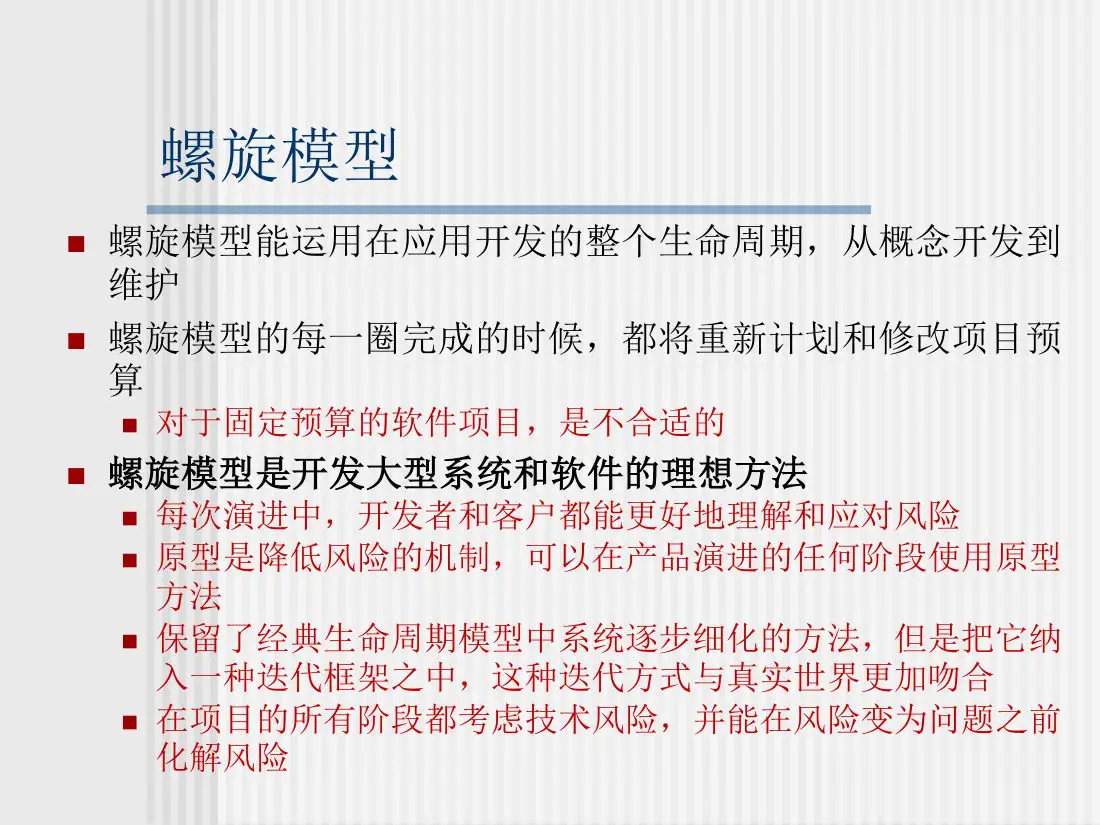 螺旋模型
螺旋模型能运用在应用开发的整个生命周期，从概念开发到
维护
螺旋模型的每一圈完成的时候，都将重新计划和修改项目预
算
对于固定预算的软件项目，是不合适的
螺旋模型是开发大型系统和软件的理想方法
每次演进中，开发者和客户都能更好地理解和应对风险
原型是降低风险的机制，可以在产品演进的任何阶段使用原型
方法
保留了经典生命周期模型中系统逐步细化的方法，但是把它纳
入一种迭代框架之中，这种迭代方式与真实世界更加吻合
在项目的所有阶段都考虑技术风险，并能在风险变为问题之前
化解风险